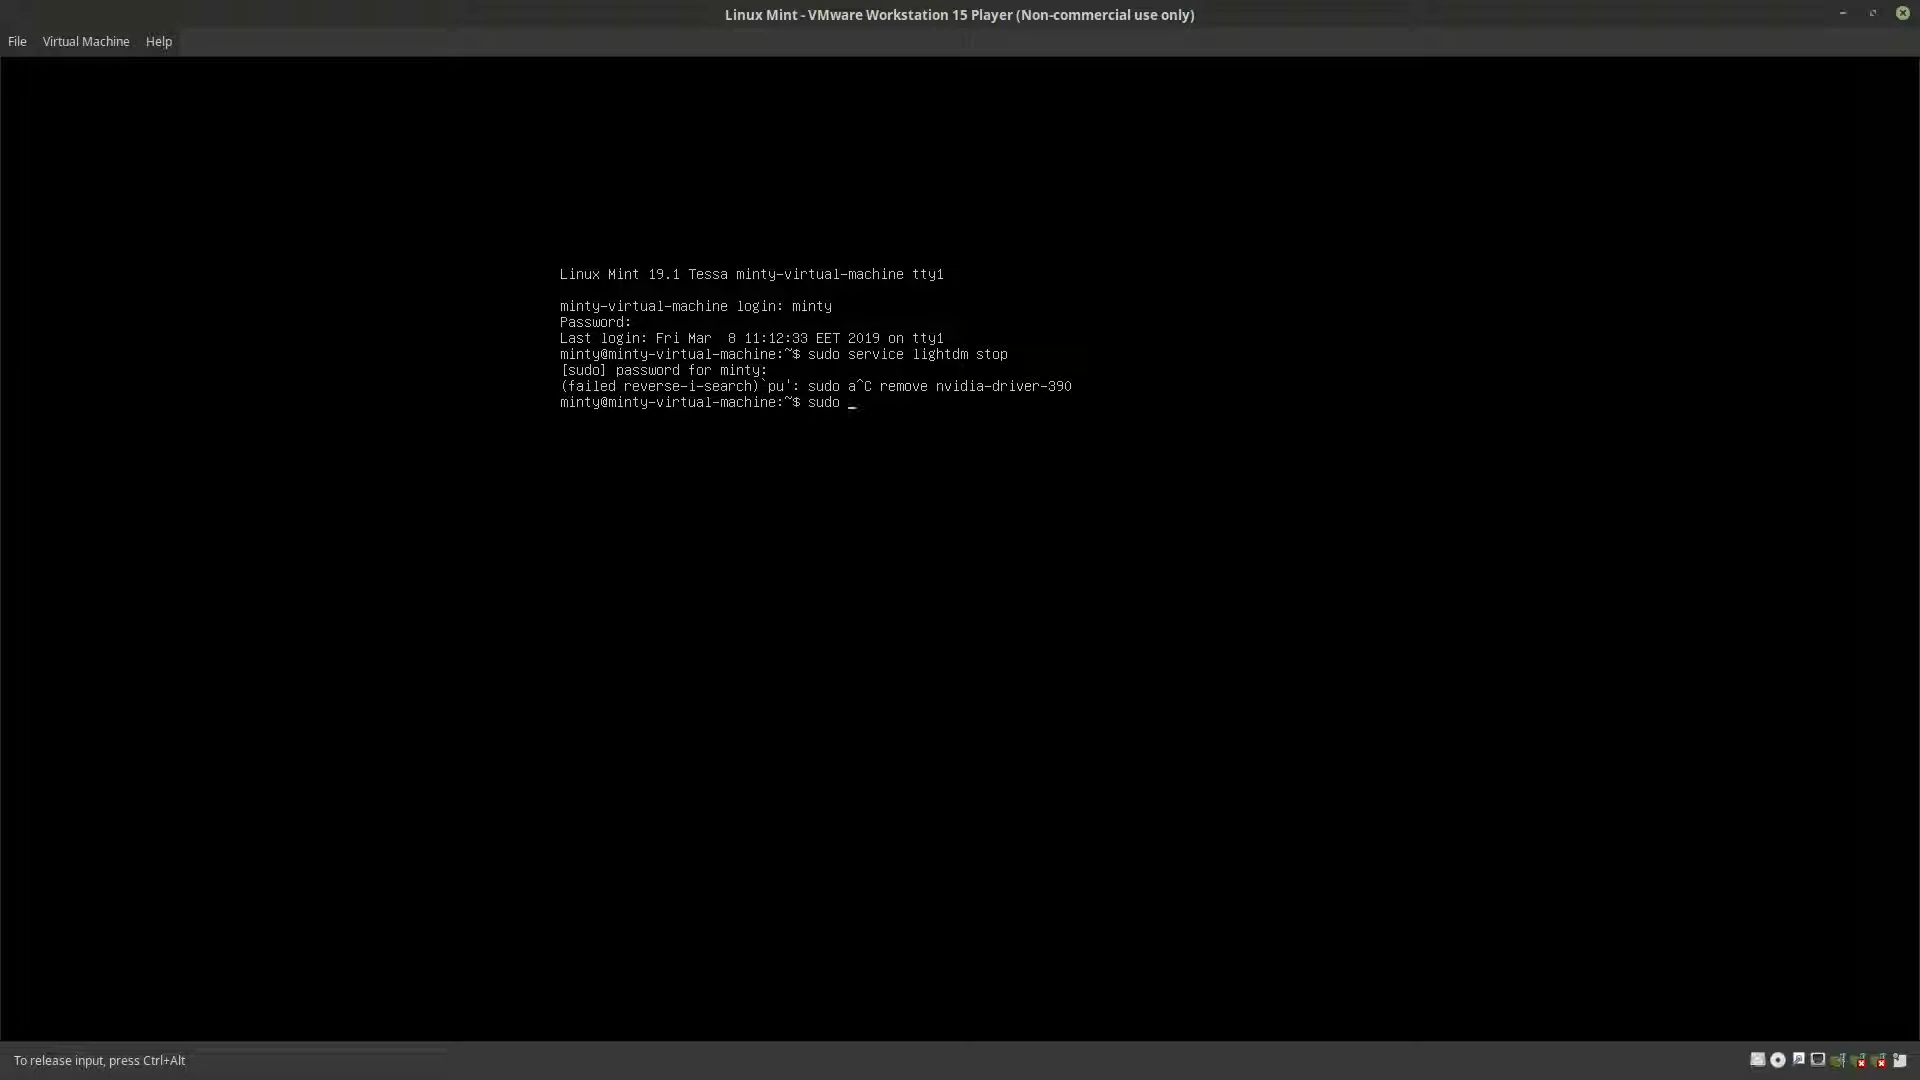 Linux Mint - VMware Workstation 15 Player (Non-commercial use only)
File Virtual Machine Help
Linux Mint 19.1 Tessa minty-virtual-machine tty1
minty-virtual-machine login: minty
Password:
Last login: Fri Mar  8 11:12:33 EET 2019 on tty1
minty@minty-virtual-machine:~$ sudo service lightdm stop
[sudo] password for minty:
(failed reverse-i-search)`pu': sudo a^C remove nvidia-driver-390
minty@minty-virtual-machine:~$ sudo _
To release input, press Ctrl+Alt